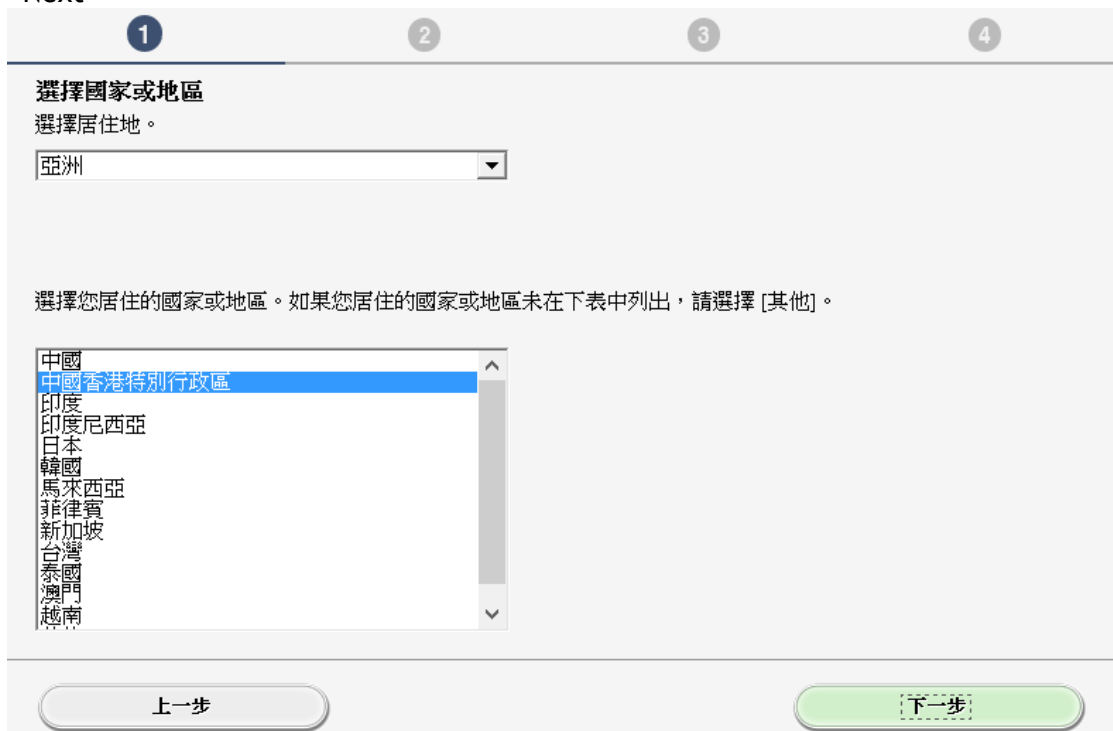 Next
1
2
3
4
選擇國家或地區
選擇居住地。
亞洲
選擇您居住的國家或地區。如果您居住的國家或地區未在下表中列出，請選擇 [其他]。
中國
中國香港特別行政區
印度
印度尼西亞
日本
韓國
馬來西亞
菲律賓
新加坡
台灣
泰國
澳門
越南
上一步
下一步